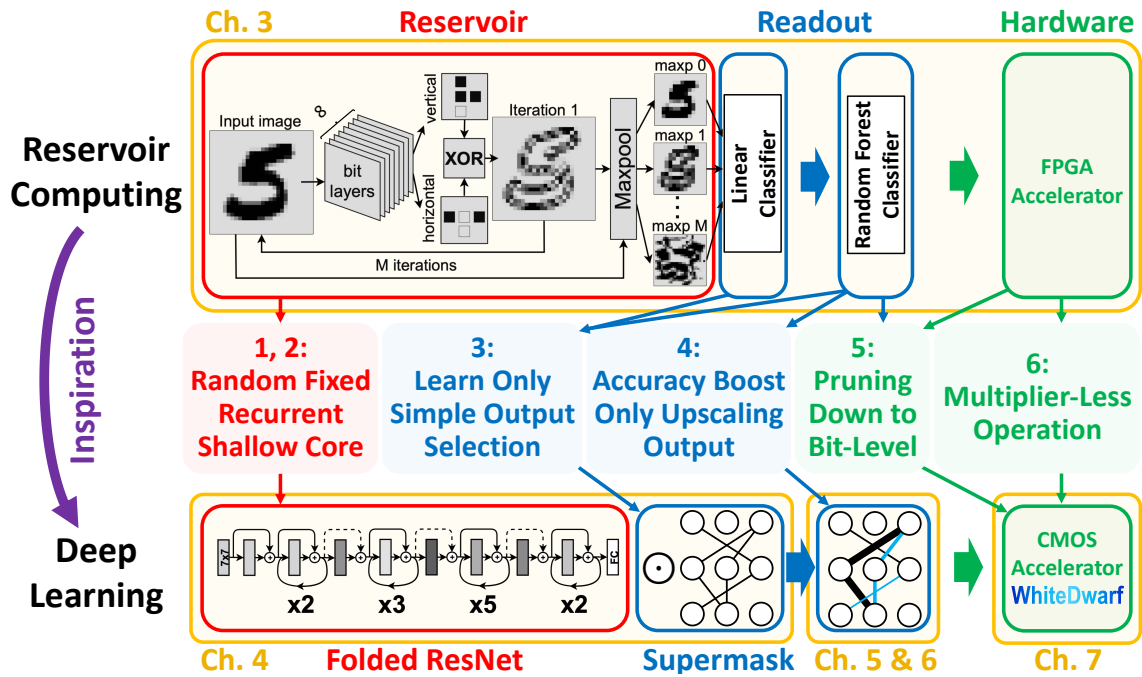 Ch. 3
Reservoir
Readout
Hardware
Reservoir
Computing
Input image
8
bit
layers
vertical
horizontal
XOR
Iteration 1
M iterations
Maxpool
maxp 0
maxp 1
maxp M
Linear
Classifier
Random Forest
Classifier
FPGA
Accelerator
Inspiration
1, 2:
Random Fixed
Recurrent
Shallow Core
3:
Learn Only
Simple Output
Selection
4:
Accuracy Boost
Only Upscaling
Output
5:
Pruning
Down to
Bit-Level
6:
Multiplier-Less
Operation
Deep
Learning
7x7
FC
x2
x3
x5
x2
CMOS
Accelerator
WhiteDwarf
Ch. 4
Folded ResNet
Supermask
Ch. 5 & 6
Ch. 7